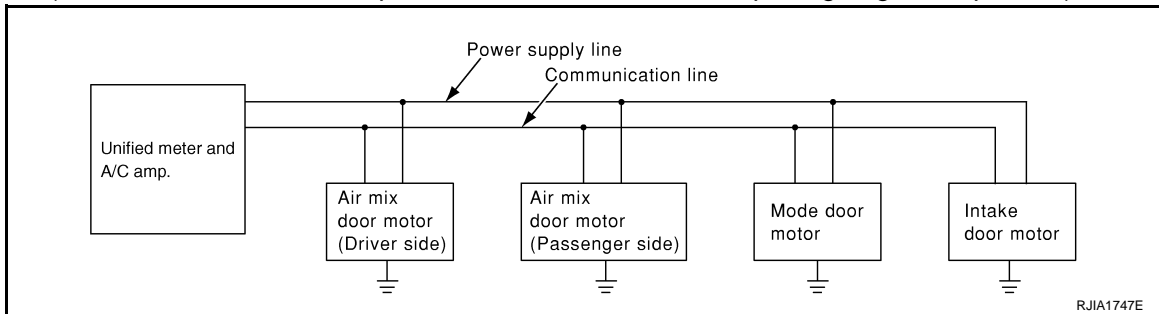 Power supply line
Communication line
Unified meter and
A/C amp.
Air mix
door motor
(Driver side)
Air mix
door motor
(Passenger side)
Mode door
motor
Intake
door motor
RJIA1747E